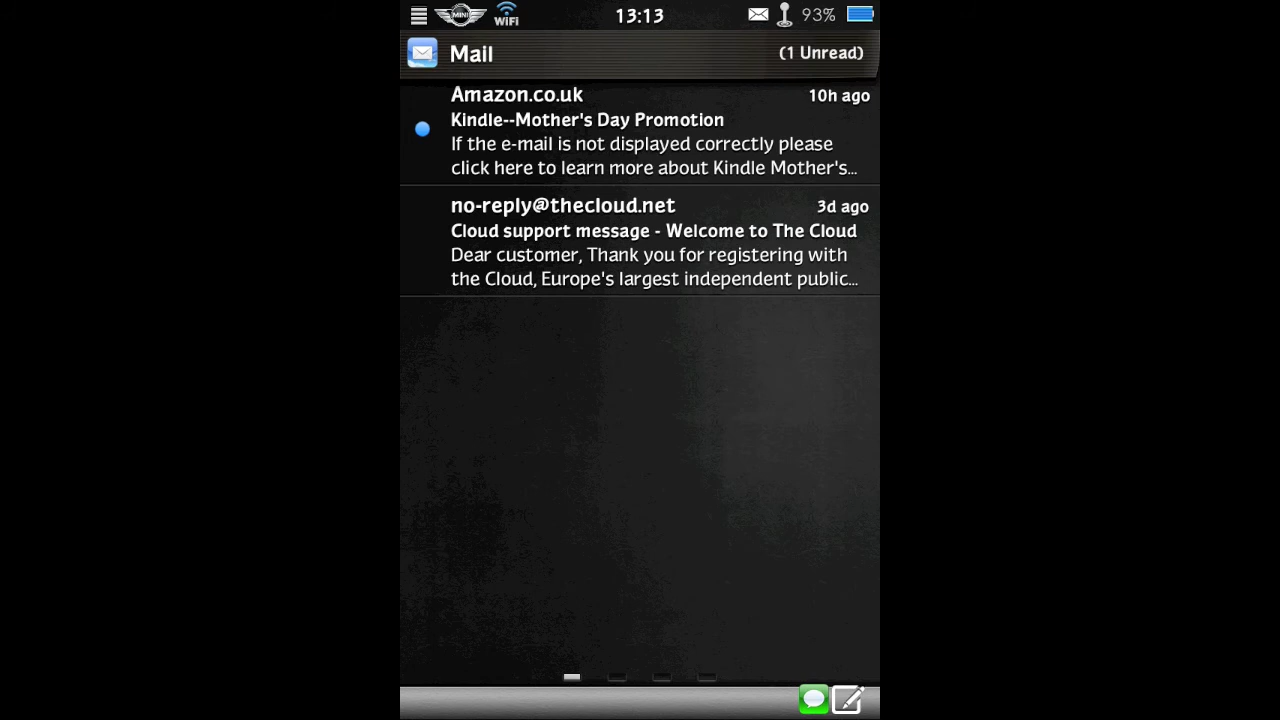 MINI
WiFi
13:13
93%
Mail
(1 Unread)
Amazon.co.uk
10h ago
Kindle--Mother's Day Promotion
If the e-mail is not displayed correctly please
click here to learn more about Kindle Mother's...
no-reply@thecloud.net
3d ago
Cloud support message - Welcome to The Cloud
Dear customer, Thank you for registering with
the Cloud, Europe's largest independent public...